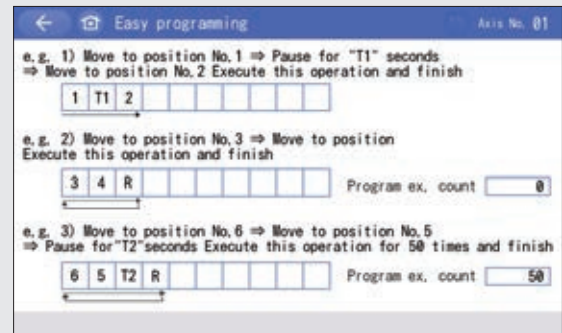 Easy programming Axis No. 01
e.g. 1) Move to position No.1 ⇒ Pause for "T1" seconds
⇒ Move to position No.2 Execute this operation and finish
1 T1 2
e.g. 2) Move to position No.3 ⇒ Move to position
Execute this operation and finish
3 4 R Program ex. count 0
e.g. 3) Move to position No.6 ⇒ Move to position No.5
⇒ Pause for"T2"seconds Execute this operation for 50 times and finish
6 5 T2 R Program ex. count 50